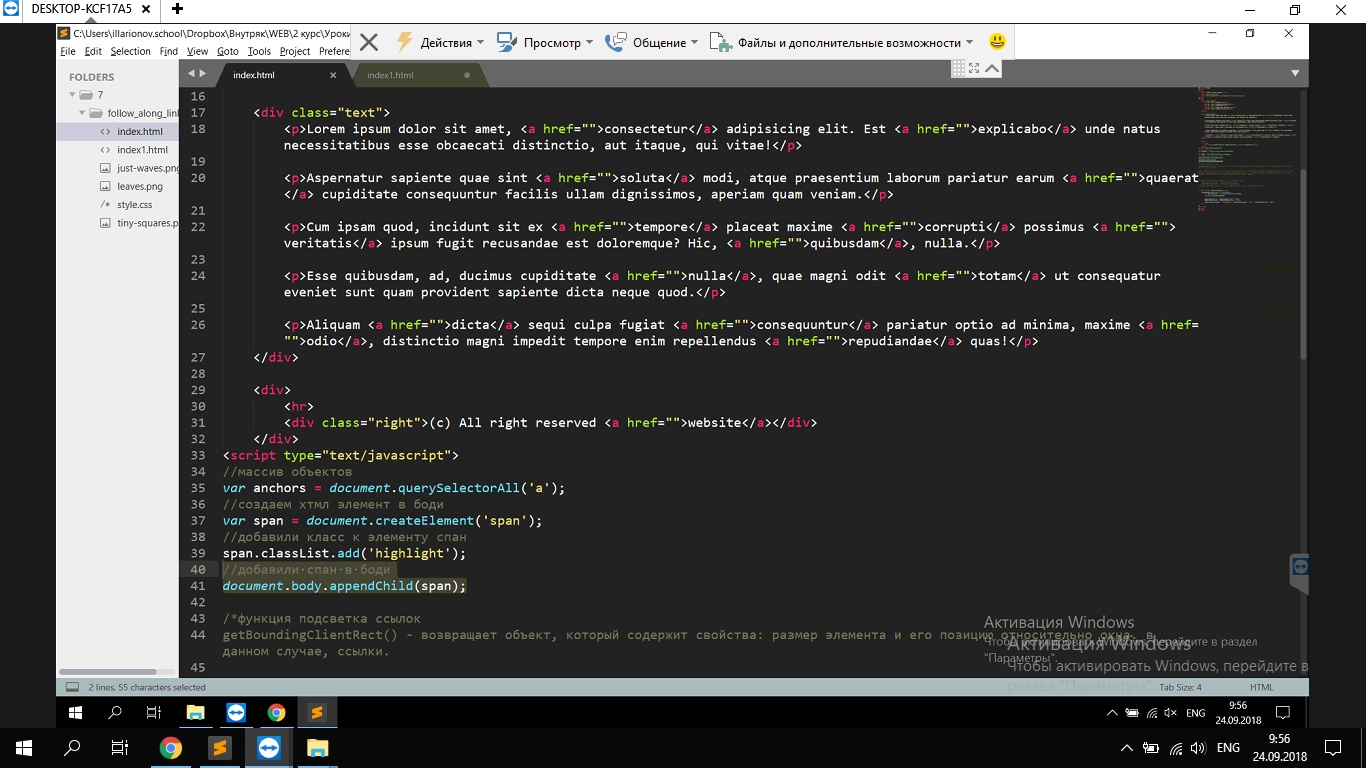 DESKTOP-KCF17A5
C:\Users\illarionov.school\Dropbox\Внутряк\WEB\2 курс\Уроки
File Edit Selection Find View Goto Tools Project Prefere
Действия Просмотр Общение Файлы и дополнительные возможности
FOLDERS
7
follow_along_link
index.html
index1.html
just-waves.png
leaves.png
style.css
tiny-squares.p
index.html index1.html
16
17 <div class="text">
18 <p>Lorem ipsum dolor sit amet, <a href="">consectetur</a> adipisicing elit. Est <a href="">explicabo</a> unde natus
necessitatibus esse obcaecati distinctio, aut itaque, qui vitae!</p>
19
20 <p>Aspernatur sapiente quae sint <a href="">soluta</a> modi, atque praesentium laborum pariatur earum <a href="">quaerat
</a> cupiditate consequuntur facilis ullam dignissimos, aperiam quam veniam.</p>
21
22 <p>Cum ipsam quod, incidunt sit ex <a href="">tempore</a> placeat maxime <a href="">corrupti</a> possimus <a href="">
veritatis</a> ipsum fugit recusandae est doloremque? Hic, <a href="">quibusdam</a>, nulla.</p>
23
24 <p>Esse quibusdam, ad, ducimus cupiditate <a href="">nulla</a>, quae magni odit <a href="">totam</a> ut consequatur
eveniet sunt quam provident sapiente dicta neque quod.</p>
25
26 <p>Aliquam <a href="">dicta</a> sequi culpa fugiat <a href="">consequuntur</a> pariatur optio ad minima, maxime <a href=
"">odio</a>, distinctio magni impedit tempore enim repellendus <a href="">repudiandae</a> quas!</p>
27 </div>
28
29 <div>
30 <hr>
31 <div class="right">(c) All right reserved <a href="">website</a></div>
32 </div>
33 <script type="text/javascript">
34 //массив объектов
35 var anchors = document.querySelectorAll('a');
36 //создаем хтмл элемент в боди
37 var span = document.createElement('span');
38 //добавили класс к элементу спан
39 span.classList.add('highlight');
40 //добавили·спан·в·боди
41 document.body.appendChild(span);
42
43 /*функция подсветка ссылок
44 getBoundingClientRect() - возвращает объект, который содержит свойства: размер элемента и его позицию относительно окна, в
данном случае, ссылки.
45
Активация Windows
Чтобы активировать Windows, перейдите в раздел
"Параметры".
Активация Windows
Чтобы активировать Windows, перейдите в
раздел "Параметры".
2 lines, 55 characters selected Tab Size: 4 HTML
ENG 9:56
24.09.2018
ENG 9:56
24.09.2018